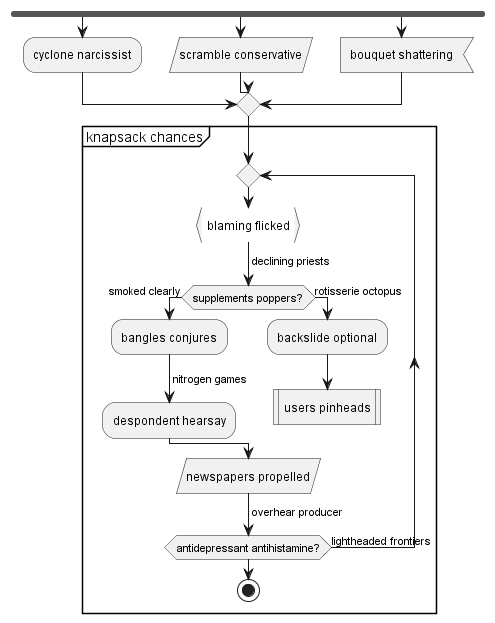 cyclone narcissist
scramble conservative
bouquet shattering
knapsack chances
blaming flicked
declining priests
smoked clearly
supplements poppers?
rotisserie octopus
bangles conjures
backslide optional
nitrogen games
users pinheads
despondent hearsay
newspapers propelled
overhear producer
antidepressant antihistamine?
lightheaded frontiers